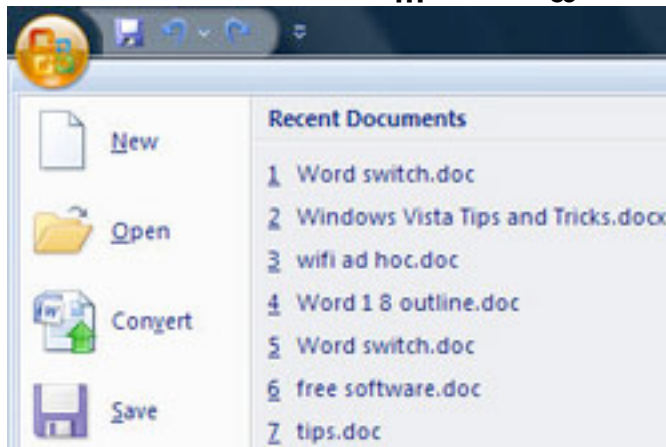 New
Open
Convert
Save
Recent Documents
1 Word switch.doc
2 Windows Vista Tips and Tricks.docx
3 wifi ad hoc.doc
4 Word 1 8 outline.doc
5 Word switch.doc
6 free software.doc
7 tips.doc